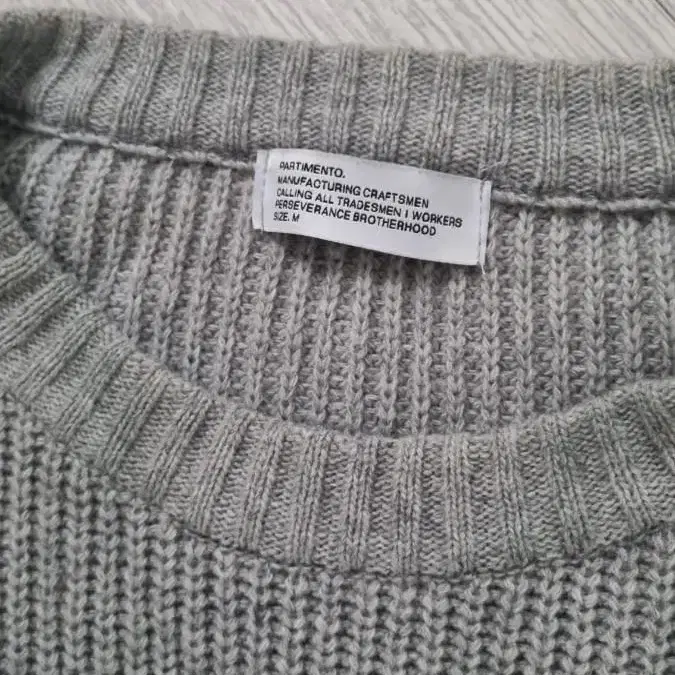 PARTIMENTO.
MANUFACTURING CRAFTSMEN
CALLING ALL TRADESMEN I WORKERS
PERSEVERANCE BROTHERHOOD
SIZE. M